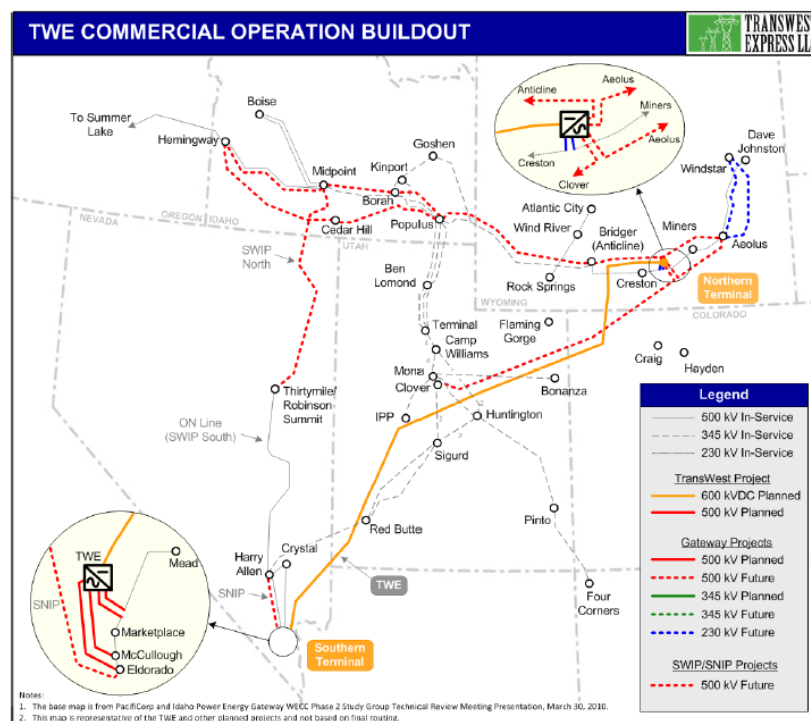 TWE COMMERCIAL OPERATION BUILDOUT
TRANSWEST
EXPRESS LL
To Summer
Lake
Boise
Hemingway
Midpoint
Goshen
Kinport
Borah
Populus
Cedar Hill
NEVADA
OREGON
IDAHO
UTAH
SWIP
North
Anticline
Aeolus
Miners
Aeolus
Creston
Clover
Dave
Johnston
Windstar
Atlantic City
Wind River
Bridger
(Anticline)
Miners
Aeolus
Rock Springs
Creston
Northern
Terminal
WYOMING
COLORADO
Ben
Lomond
Terminal
Camp
Williams
Flaming
Gorge
Craig
Hayden
Mona
Clover
Bonanza
Thirtymile/
Robinson
Summit
IPP
Huntington
ON Line
(SWIP South)
Sigurd
Red Butte
Pinto
Four
Corners
Harry
Allen
Crystal
SNIP
TWE
Southern
Terminal
TWE
Mead
SNIP
Marketplace
McCullough
Eldorado
Legend
500 kV In-Service
345 kV In-Service
230 kV In-Service
TransWest Project
600 kVDC Planned
500 kV Planned
Gateway Projects
500 kV Planned
500 kV Future
345 kV Planned
345 kV Future
230 kV Future
SWIP/SNIP Projects
500 kV Future
Notes:
1. The base map is from PacifiCorp and Idaho Power Energy Gateway WECC Phase 2 Study Group Technical Review Meeting Presentation, March 30, 2010.
2. This map is representative of the TWE and other planned projects and not based on final routing.